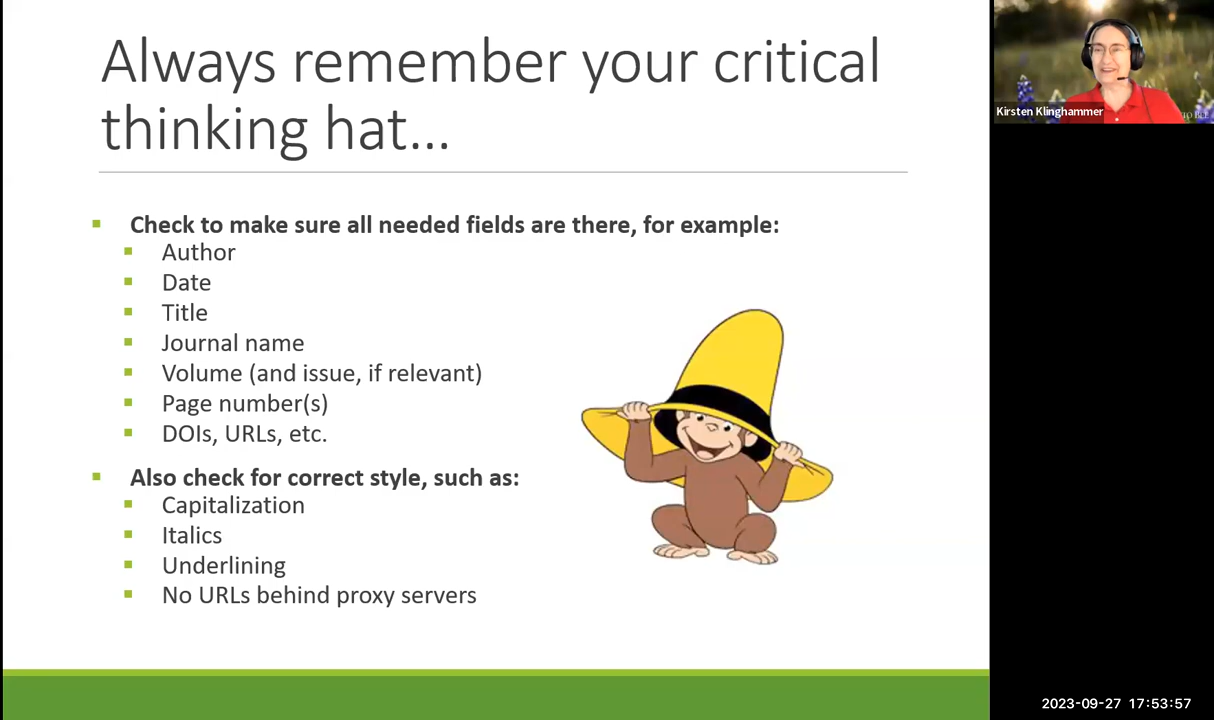 Always remember your critical
thinking hat...
Check to make sure all needed fields are there, for example:
Author
Date
Title
Journal name
Volume (and issue, if relevant)
Page number(s)
DOIs, URLs, etc.
Also check for correct style, such as:
Capitalization
Italics
Underlining
No URLs behind proxy servers
Kirsten Klinghammer
2023-09-27 17:53:57